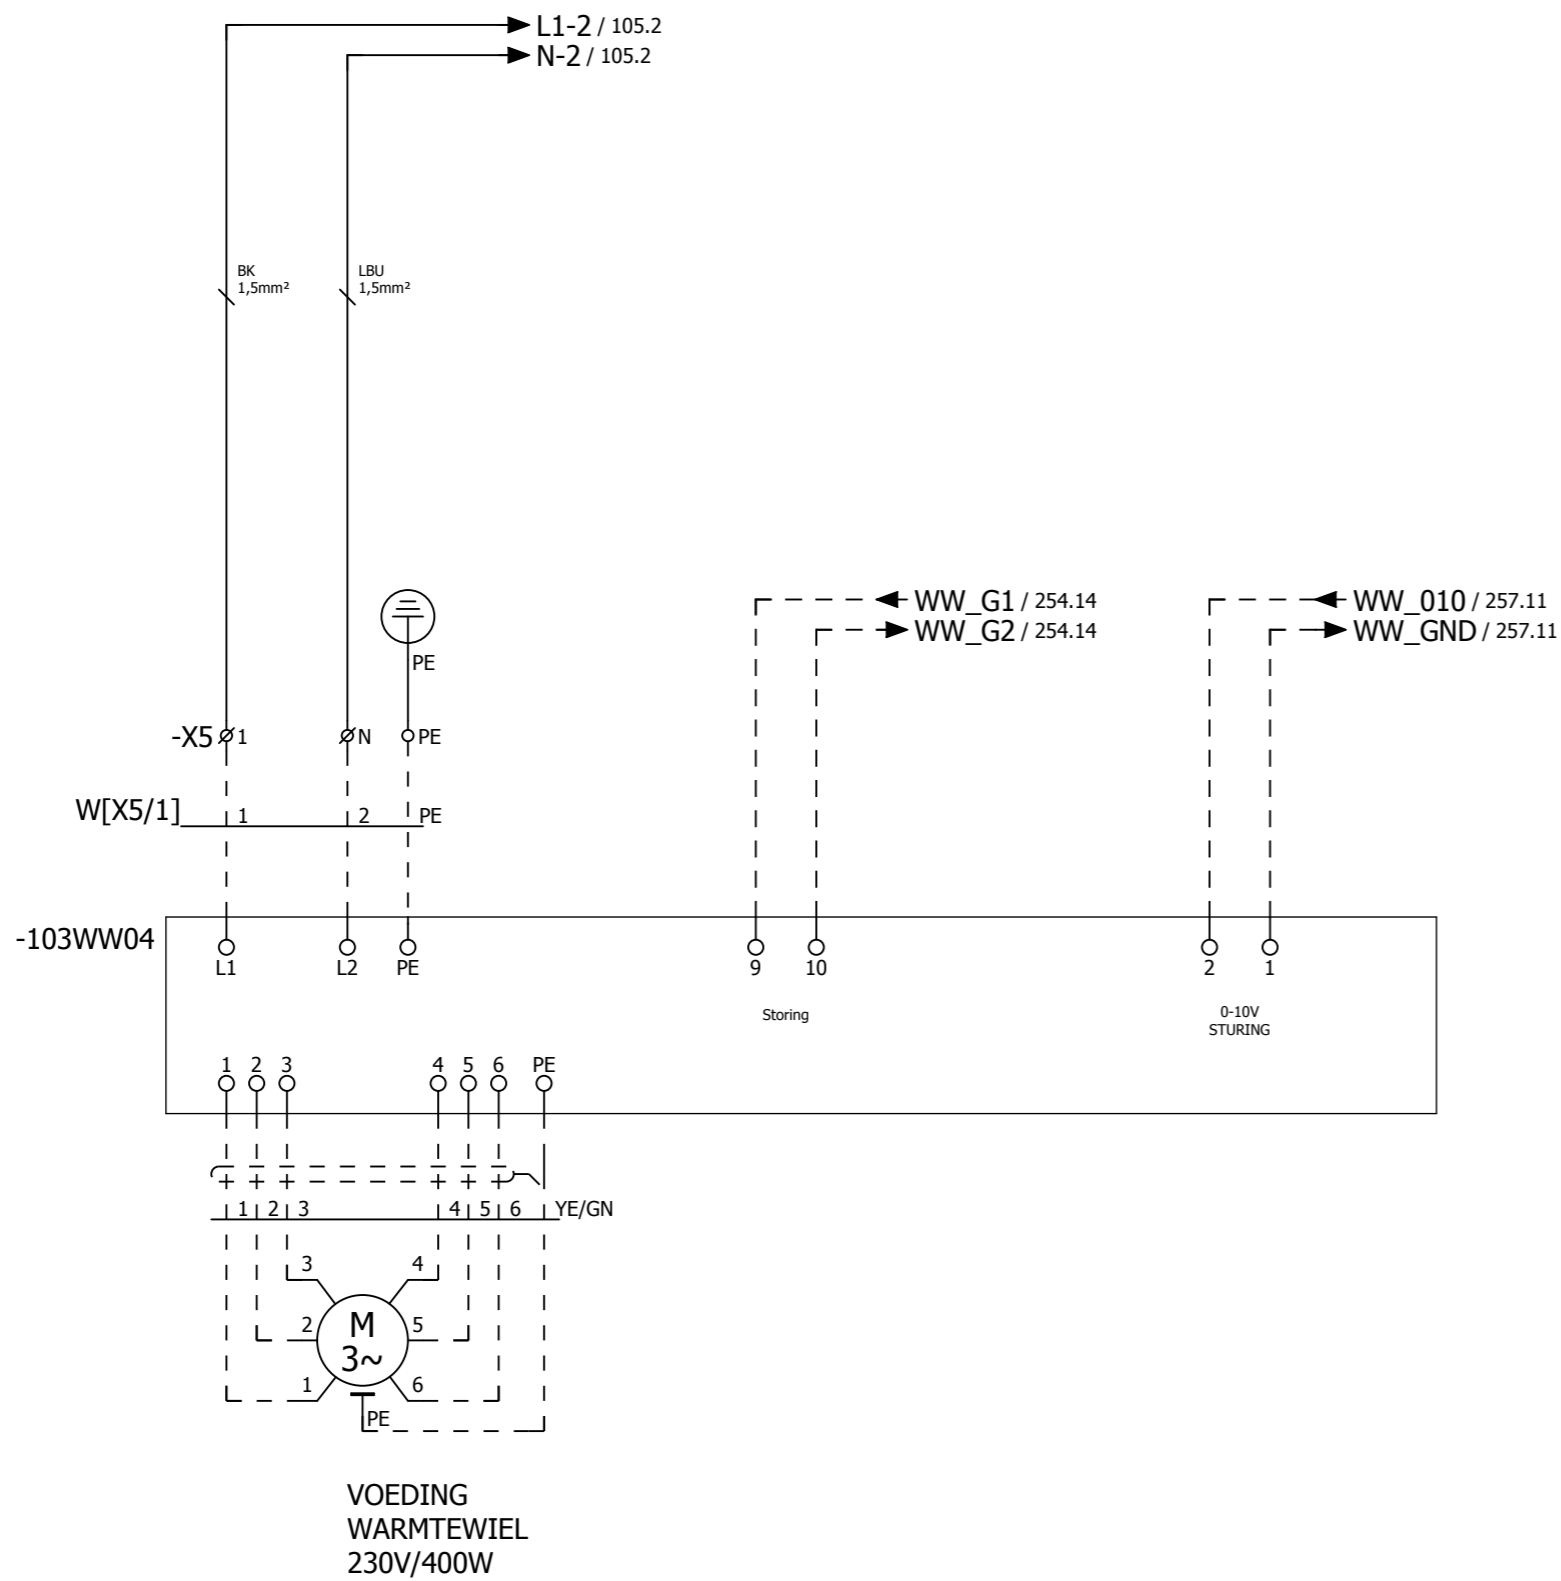 L1-2 / 105.2
N-2 / 105.2
BK
1,5mm²
LBU
1,5mm²
WW_G1 / 254.14
WW_G2 / 254.14
WW_010 / 257.11
WW_GND / 257.11
PE
-X5 1 N PE
W[X5/1] 1 2 PE
-103WW04
L1 L2 PE 9 10 2 1
Storing
0-10V
STURING
1 2 3 4 5 6 PE
1 2 3 4 5 6 YE/GN
3 4
M
3~
2 5
1 6
PE
VOEDING
WARMTEWIEL
230V/400W